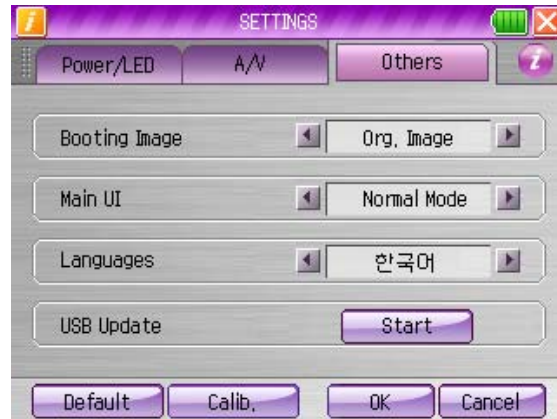 SETTINGS
Power/LED A/V Others
Booting Image Org. Image
Main UI Normal Mode
Languages 한국어
USB Update Start
Default Calib. OK Cancel